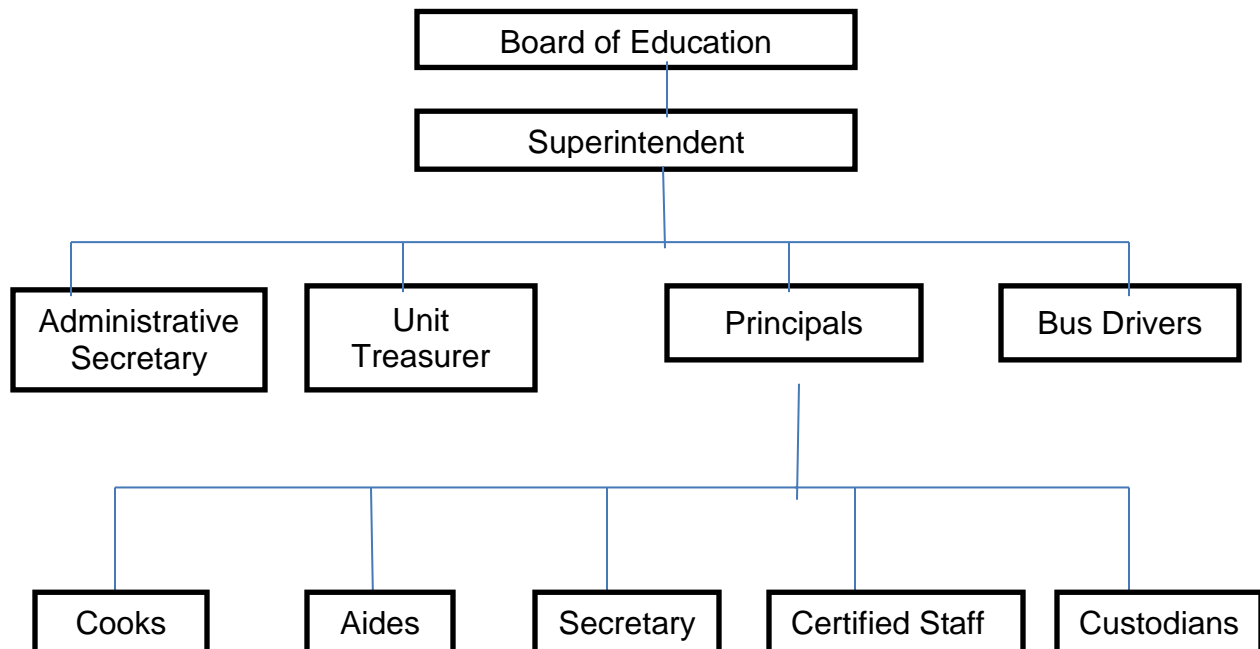 Board of Education
Superintendent
Administrative
Secretary
Unit
Treasurer
Principals
Bus Drivers
Cooks
Aides
Secretary
Certified Staff
Custodians